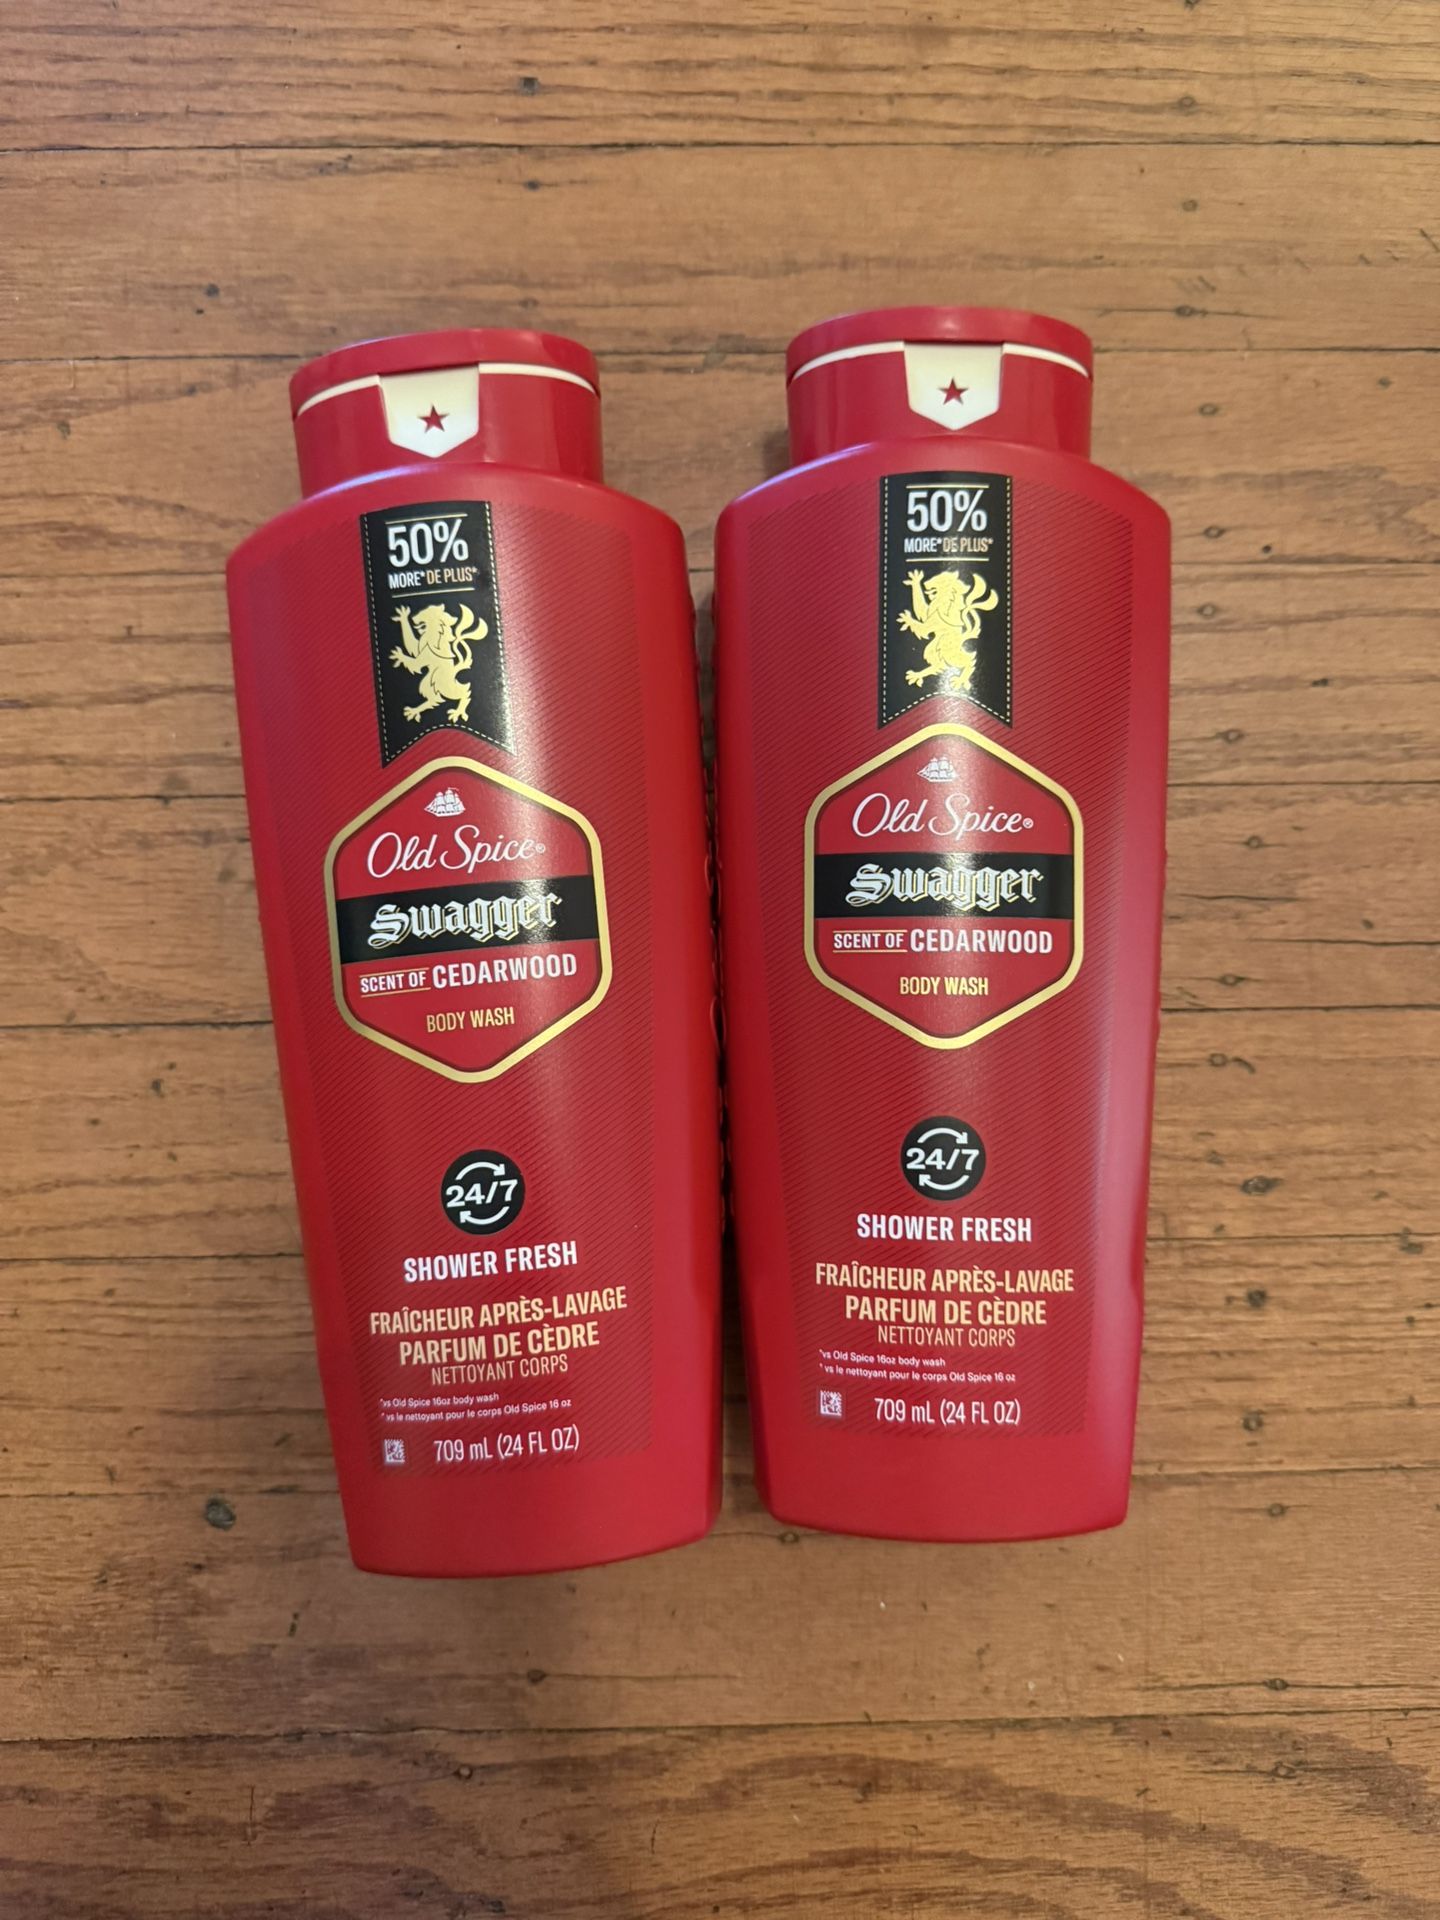 50%
MORE* DE PLUS*
Old Spice®
Swagger
SCENT OF CEDARWOOD
BODY WASH
24/7
SHOWER FRESH
FRAÎCHEUR APRÈS-LAVAGE
PARFUM DE CÈDRE
NETTOYANT CORPS
*vs Old Spice 16oz body wash
* vs le nettoyant pour le corps Old Spice 16 oz
709 mL (24 FL OZ)
50%
MORE* DE PLUS*
Old Spice®
Swagger
SCENT OF CEDARWOOD
BODY WASH
24/7
SHOWER FRESH
FRAÎCHEUR APRÈS-LAVAGE
PARFUM DE CÈDRE
NETTOYANT CORPS
*vs Old Spice 16oz body wash
* vs le nettoyant pour le corps Old Spice 16 oz
709 mL (24 FL OZ)